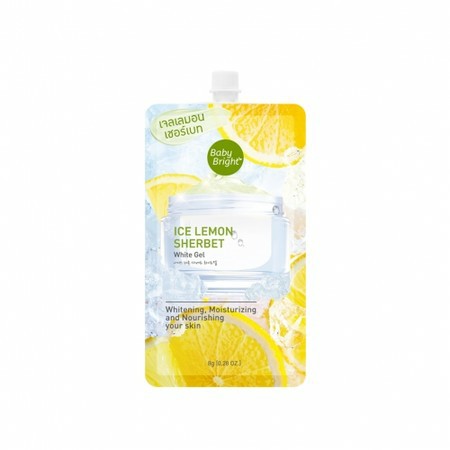 เจลเลมอน
เชอร์เบท
Baby
Bright
ICE LEMON
SHERBET
White Gel
Whitening, Moisturizing
and Nourishing
your skin
8g (0.28 OZ.)